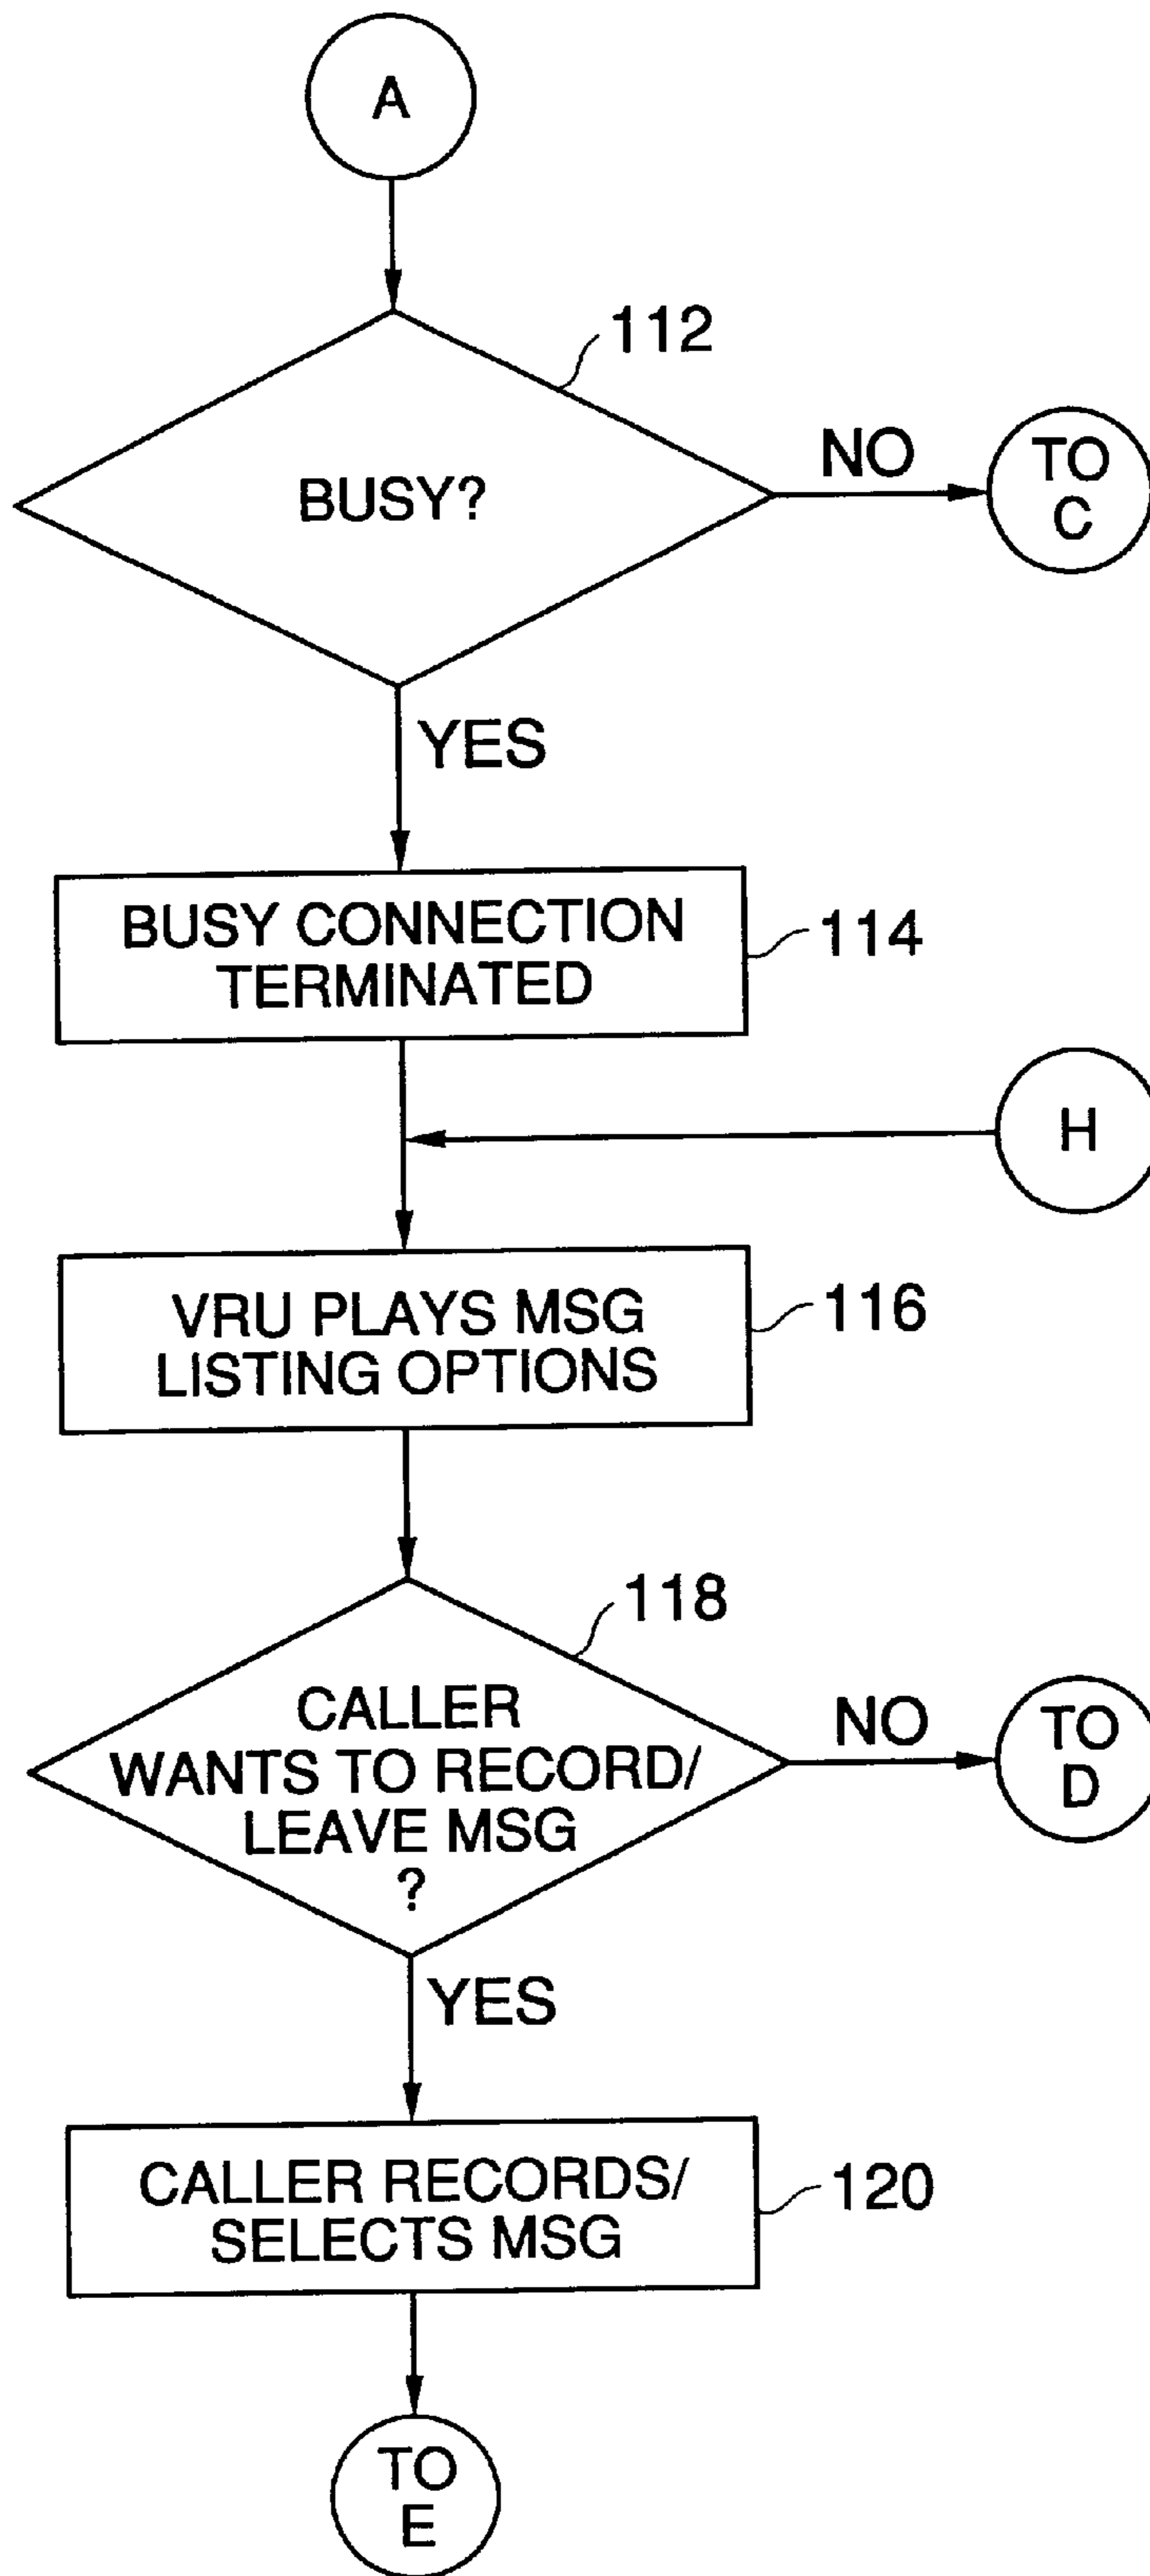 A
112
BUSY?
NO
TO
C
YES
BUSY CONNECTION
TERMINATED
114
H
VRU PLAYS MSG
LISTING OPTIONS
116
118
CALLER
WANTS TO RECORD/
LEAVE MSG
?
NO
TO
D
YES
CALLER RECORDS/
SELECTS MSG
120
TO
E